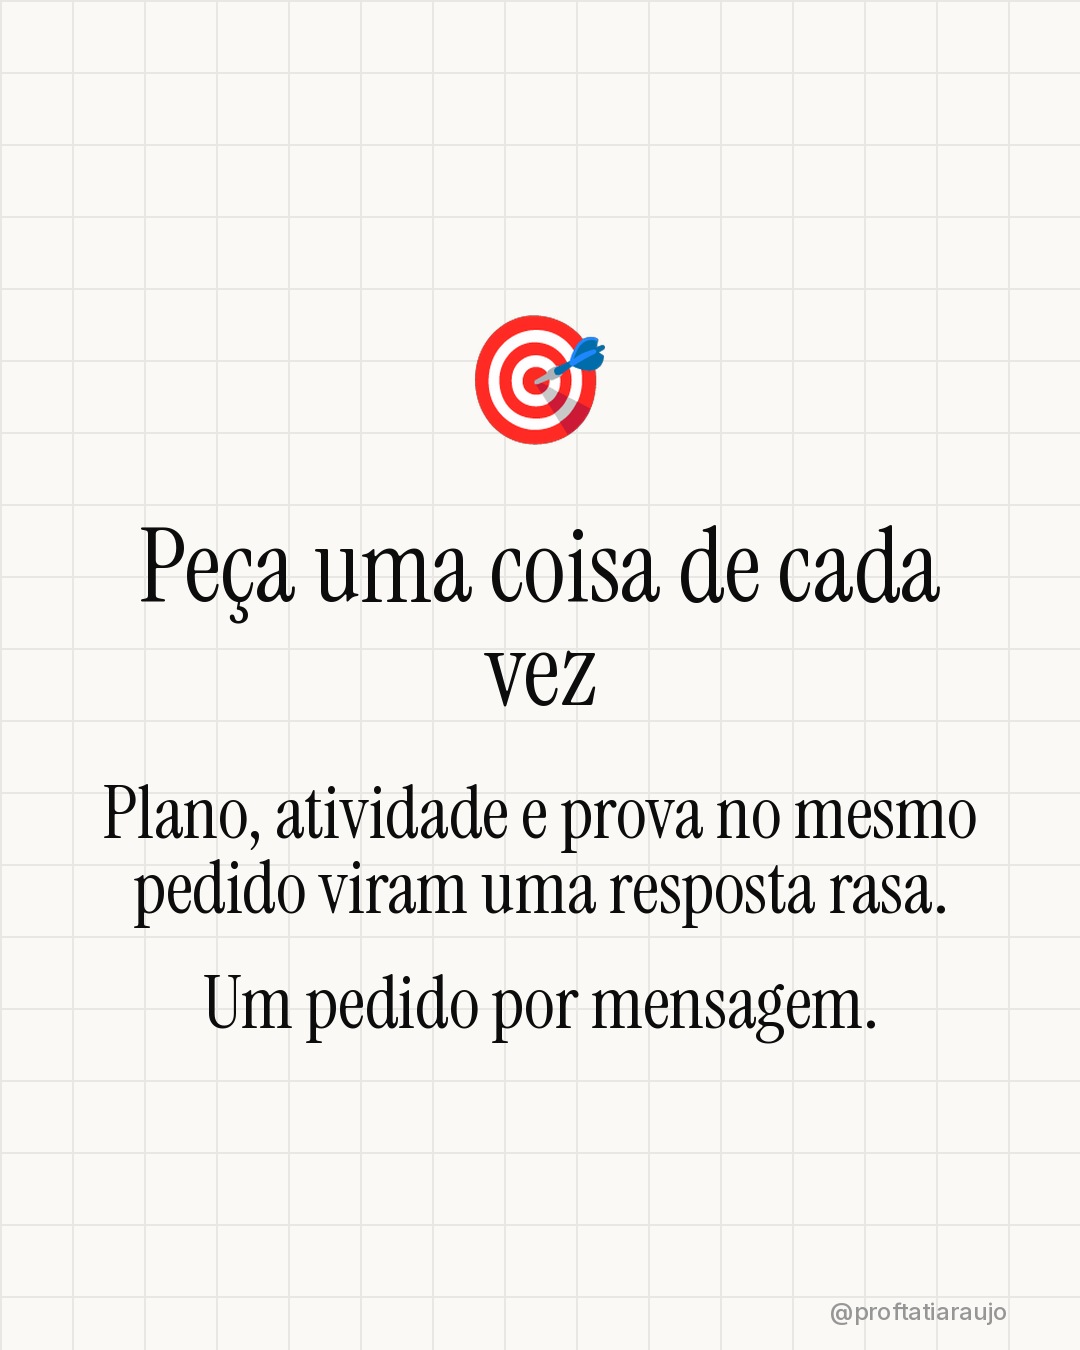 Peça uma coisa de cada
vez
Plano, atividade e prova no mesmo
pedido viram uma resposta rasa.
Um pedido por mensagem.
@proftatiaraujo